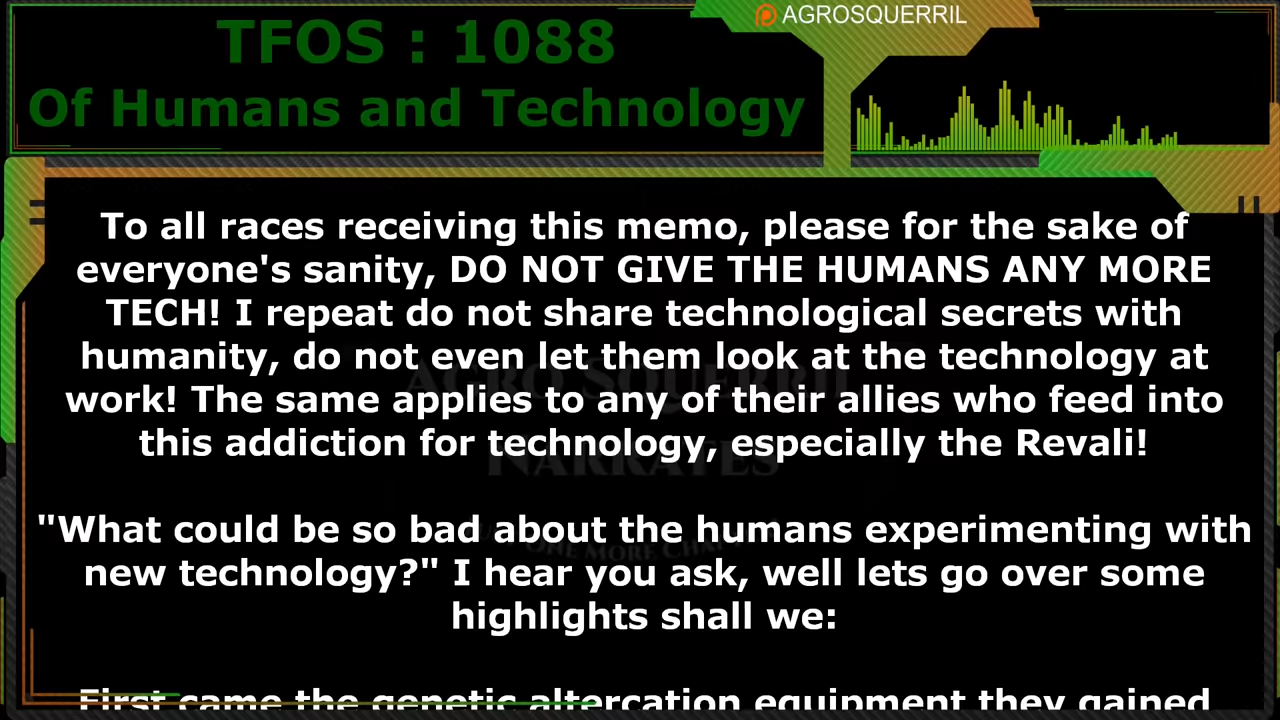 AGROSQUERRIL
TFOS : 1088
Of Humans and Technology
To all races receiving this memo, please for the sake of
everyone's sanity, DO NOT GIVE THE HUMANS ANY MORE
TECH! I repeat do not share technological secrets with
humanity, do not even let them look at the technology at
work! The same applies to any of their allies who feed into
this addiction for technology, especially the Revali!
"What could be so bad about the humans experimenting with
new technology?" I hear you ask, well lets go over some
highlights shall we:
First came the genetic altercation equipment they gained
AGRO SQUERRIL
NARRATES